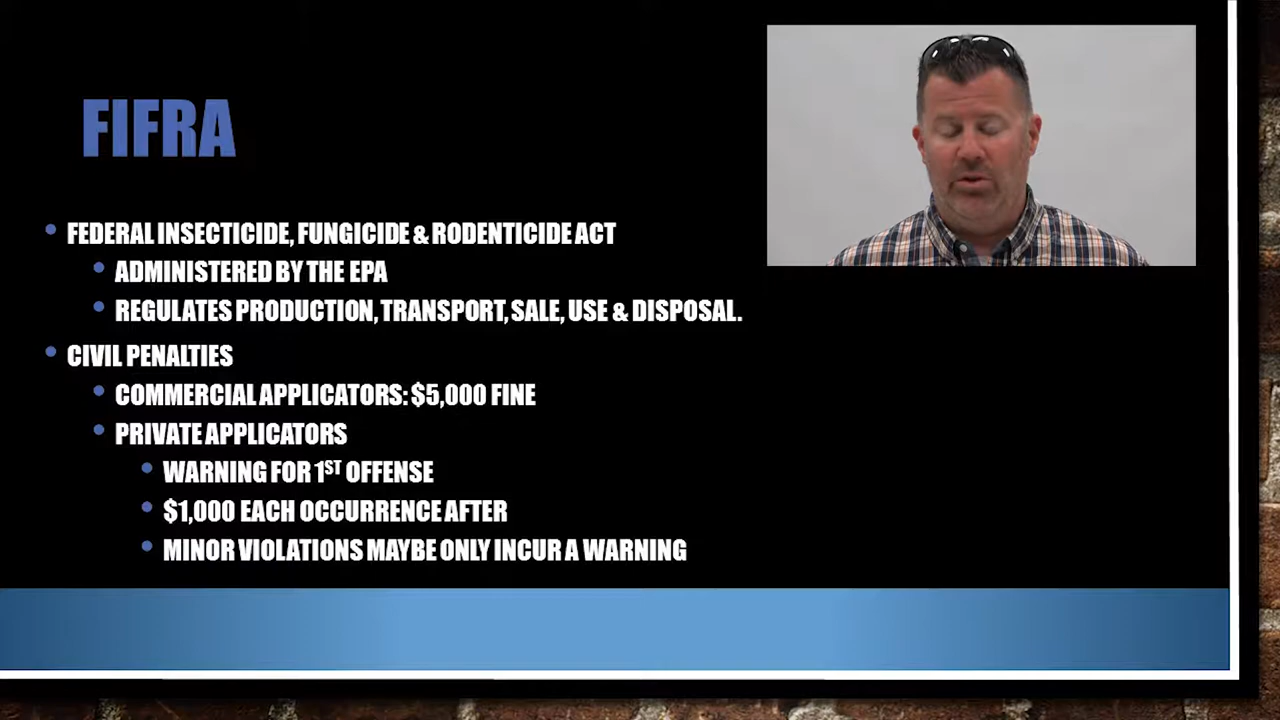 FIFRA
FEDERAL INSECTICIDE, FUNGICIDE & RODENTICIDE ACT
ADMINISTERED BY THE EPA
REGULATES PRODUCTION, TRANSPORT, SALE, USE & DISPOSAL.
CIVIL PENALTIES
COMMERCIAL APPLICATORS: $5,000 FINE
PRIVATE APPLICATORS
WARNING FOR 1ST OFFENSE
$1,000 EACH OCCURRENCE AFTER
MINOR VIOLATIONS MAYBE ONLY INCUR A WARNING